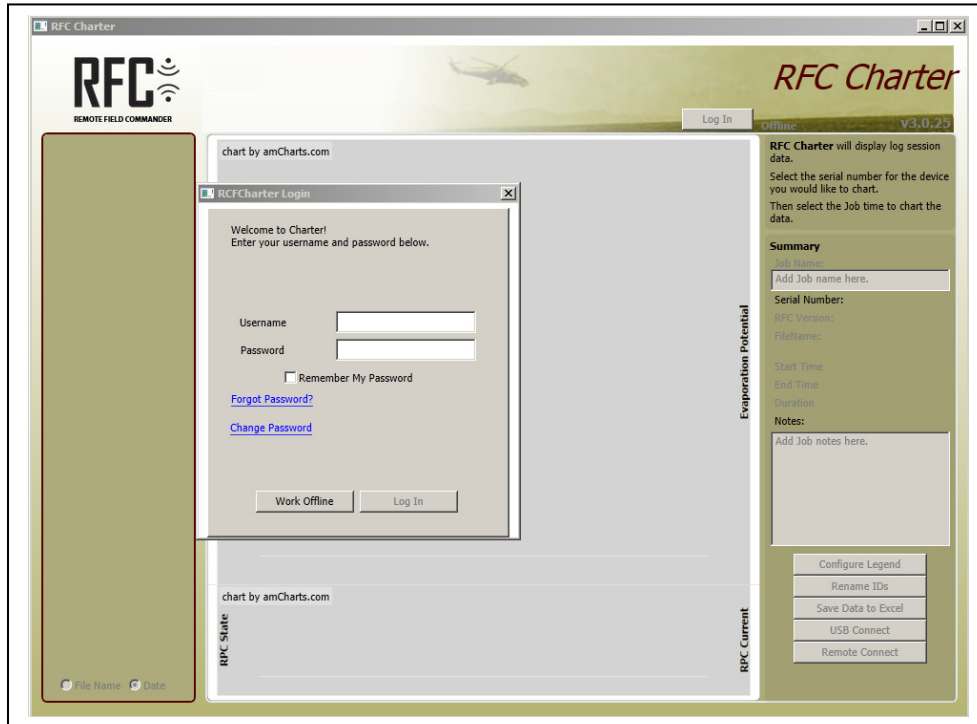 RFC Charter
RFC
REMOTE FIELD COMMANDER
RFC Charter
Log In
Offline
v3.0.25
chart by amCharts.com
RCFCharter Login
Welcome to Charter!
Enter your username and password below.
Username
Password
Remember My Password
Forgot Password?
Change Password
Work Offline
Log In
Evaporation Potential
chart by amCharts.com
RPC State
RPC Current
File Name
Date
RFC Charter will display log session
data.
Select the serial number for the device
you would like to chart.
Then select the Job time to chart the
data.
Summary
Job Name:
Add Job name here.
Serial Number:
RFC Version:
FileName:
Start Time
End Time
Duration
Notes:
Add Job notes here.
Configure Legend
Rename IDs
Save Data to Excel
USB Connect
Remote Connect